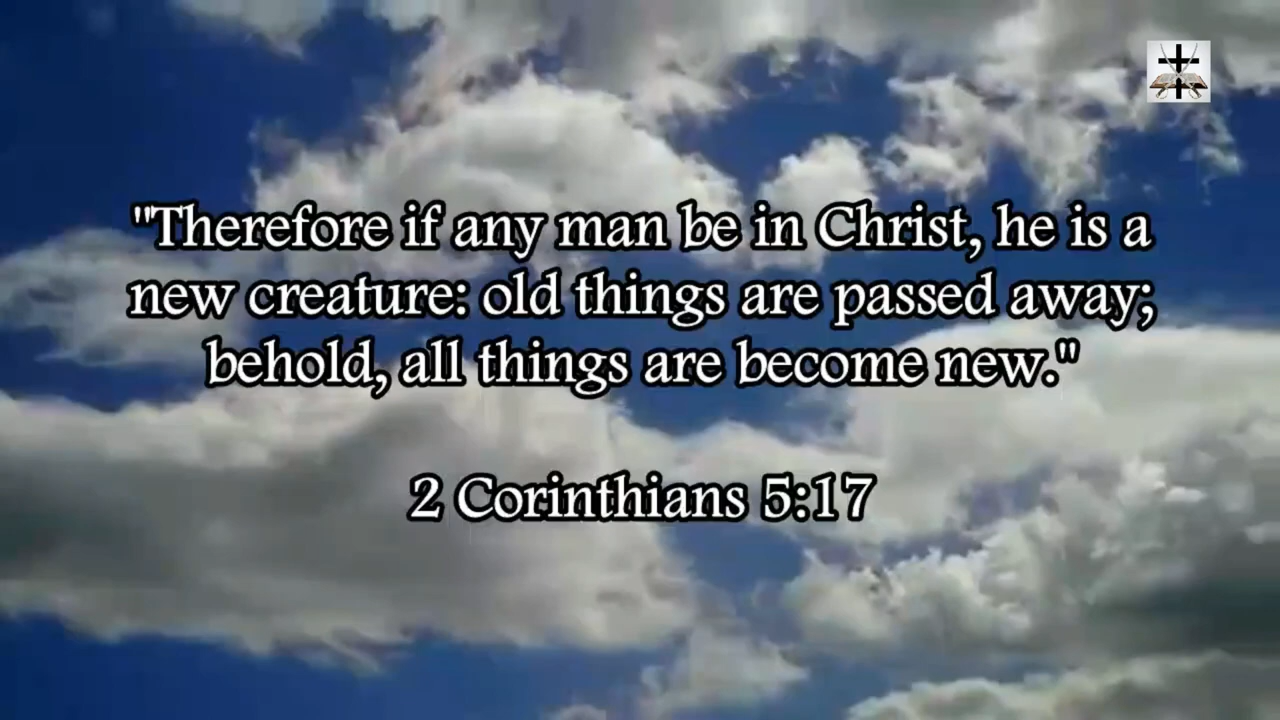 "Therefore if any man be in Christ, he is a
new creature: old things are passed away;
behold, all things are become new."
2 Corinthians 5:17